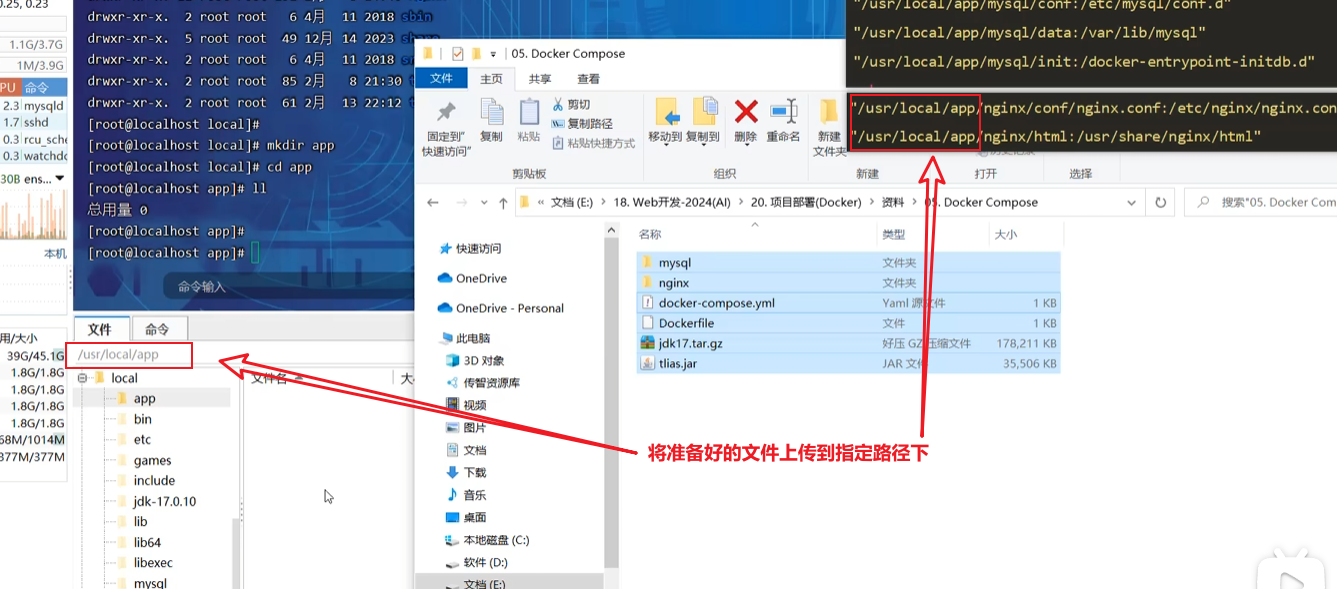 0.25, 0.23
1.1G/3.7G
1M/3.9G
PU 命令
2.3 mysqld
1.7 sshd
0.3 rcu_sche
0.3 watchdo
30B ens...
本机
用/大小
39G/45.1G
1.8G/1.8G
1.8G/1.8G
1.8G/1.8G
1.8G/1.8G
68M/1014M
377M/377M
drwxr-xr-x. 2 root root 6 4月 11 2018 sbin
drwxr-xr-x. 5 root root 49 12月 14 2023 share
drwxr-xr-x. 2 root root 6 4月 11 2018
drwxr-xr-x. 2 root root 85 2月 8 21:30
drwxr-xr-x. 2 root root 61 2月 13 22:12
[root@localhost local]#
[root@localhost local]# mkdir app
[root@localhost local]# cd app
[root@localhost app]# ll
总用量 0
[root@localhost app]#
[root@localhost app]#
命令输入
文件 命令
/usr/local/app
文件名
大
local
app
bin
etc
games
include
jdk-17.0.10
lib
lib64
libexec
mysql
05. Docker Compose
文件 主页 共享 查看
固定到"快速访问"
复制
粘贴
剪切
复制路径
粘贴快捷方式
移动到 复制到 删除 重命名
新建文件夹
剪贴板 组织 新建 打开 选择
« 文档 (E:) › 18. Web开发-2024(AI) › 20. 项目部署(Docker) › 资料 › 05. Docker Compose
搜索"05. Docker Com
快速访问
OneDrive
OneDrive - Personal
此电脑
3D 对象
传智资源库
视频
图片
文档
下载
音乐
桌面
本地磁盘 (C:)
软件 (D:)
文档 (E:)
名称 类型 大小
mysql 文件夹
nginx 文件夹
docker-compose.yml Yaml 源文件 1 KB
Dockerfile 文件 1 KB
jdk17.tar.gz 好压 GZ 压缩文件 178,211 KB
tlias.jar JAR 文件 35,506 KB
"/usr/local/app/mysql/conf:/etc/mysql/conf.d"
"/usr/local/app/mysql/data:/var/lib/mysql"
"/usr/local/app/mysql/init:/docker-entrypoint-initdb.d"
"/usr/local/app/nginx/conf/nginx.conf:/etc/nginx/nginx.con
"/usr/local/app/nginx/html:/usr/share/nginx/html"
将准备好的文件上传到指定路径下